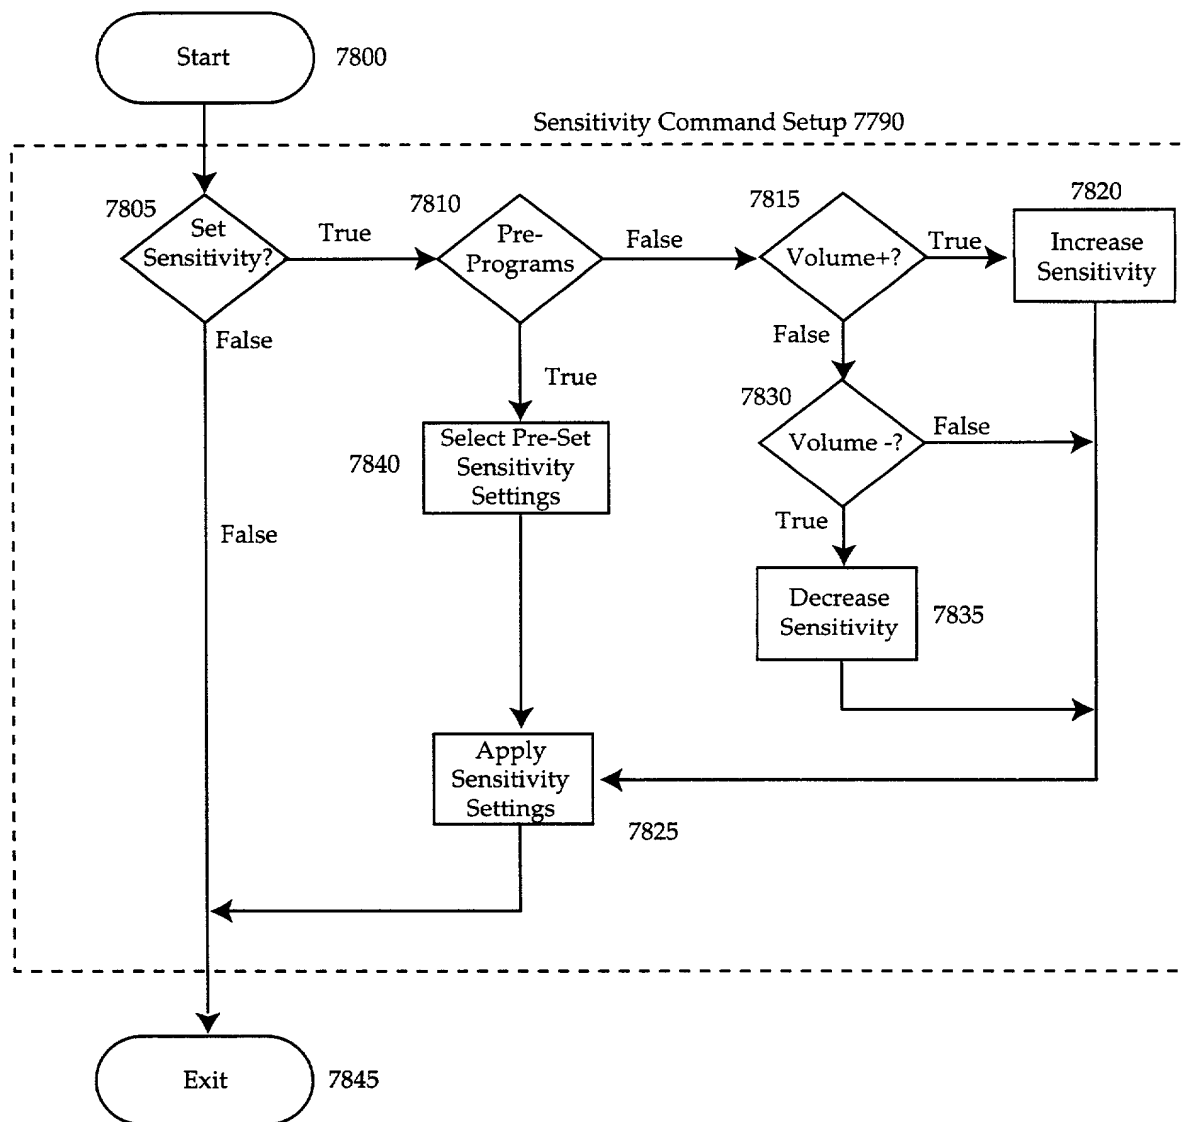 Start
7800
Sensitivity Command Setup 7790
7805
Set
Sensitivity?
True
7810
Pre-
Programs
False
7815
Volume+?
True
7820
Increase
Sensitivity
False
False
True
7830
Volume -?
False
7840
Select Pre-Set
Sensitivity
Settings
False
True
Decrease
Sensitivity
7835
Apply
Sensitivity
Settings
7825
Exit
7845